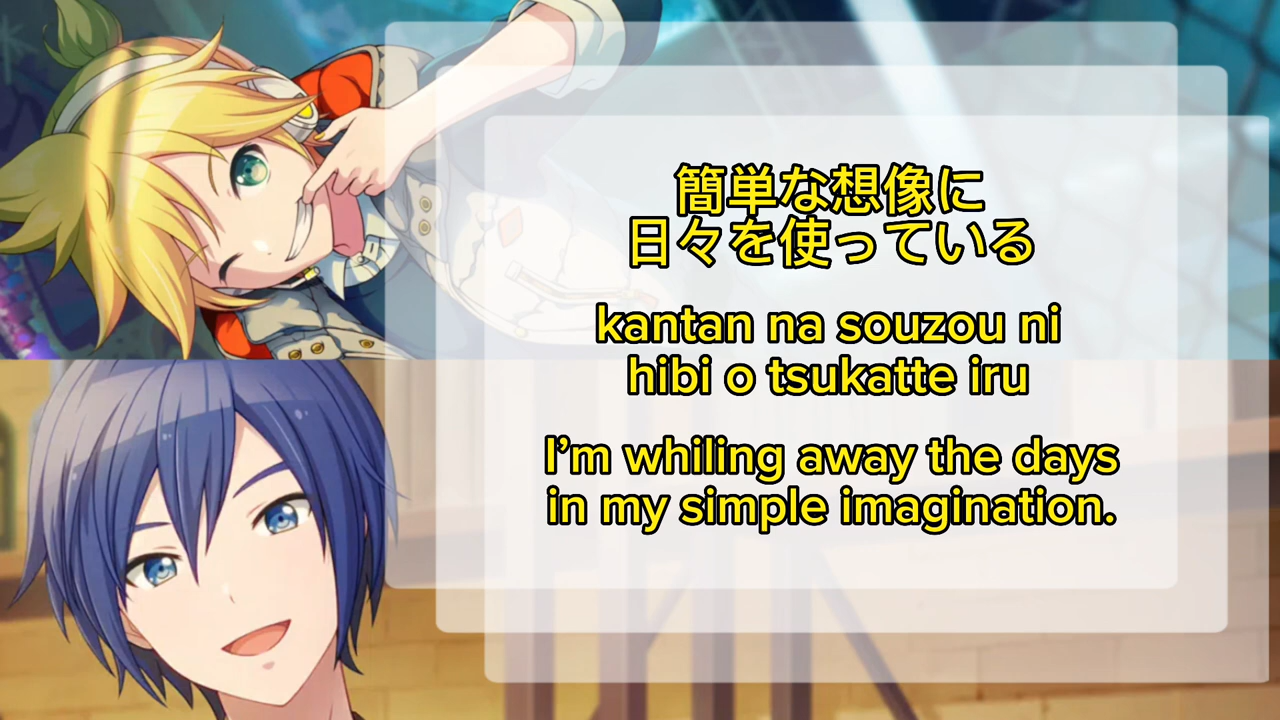 簡単な想像に
日々を使っている
kantan na souzou ni
hibi o tsukatte iru
I’m whiling away the days
in my simple imagination.